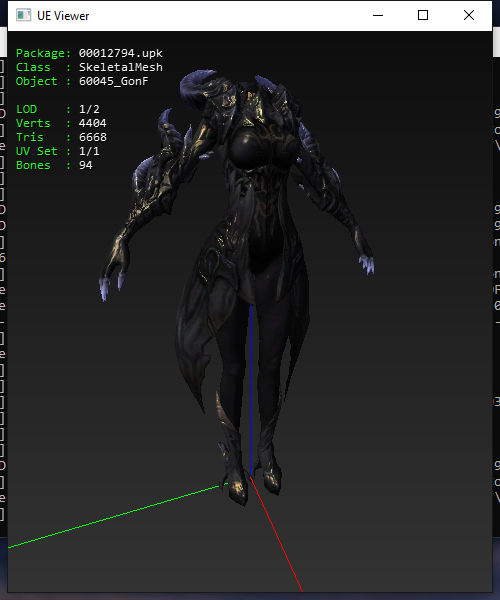 UE Viewer
Package: 00012794.upk
Class  : SkeletalMesh
Object : 60045_GonF
LOD    : 1/2
Verts  : 4404
Tris   : 6668
UV Set : 1/1
Bones  : 94